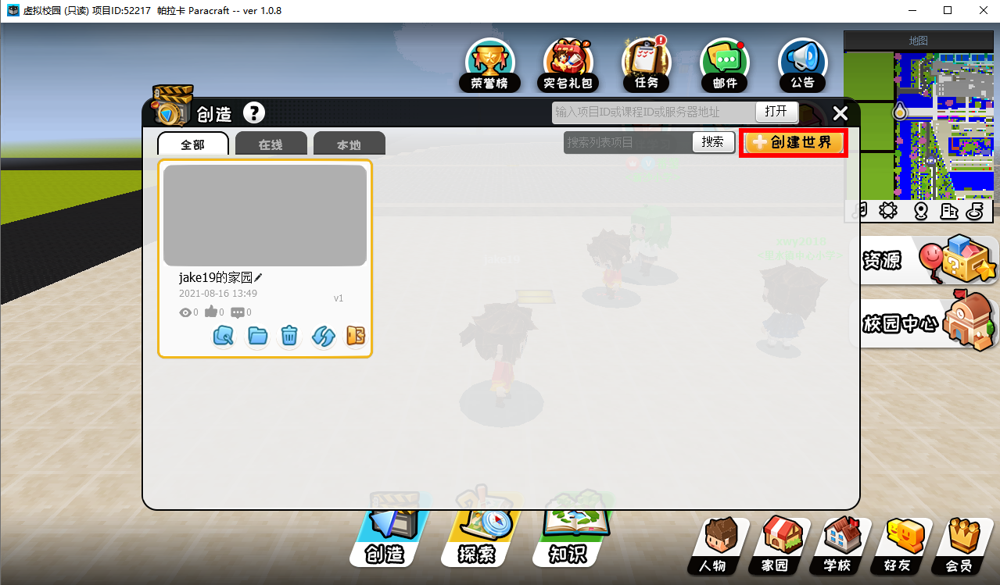 虚拟校园 (只读) 项目ID:52217 帕拉卡 Paracraft -- ver 1.0.8
地图
荣誉榜
实名礼包
任务
邮件
公告
创造
?
输入项目ID或课程ID或服务器地址
打开
全部
在线
本地
搜索列表项目
搜索
创建世界
jake19的家园
2021-08-16 13:49
v1
0
0
0
jake19
xwy2018
资源
校园中心
创造
探索
知识
人物
家园
学校
好友
会员